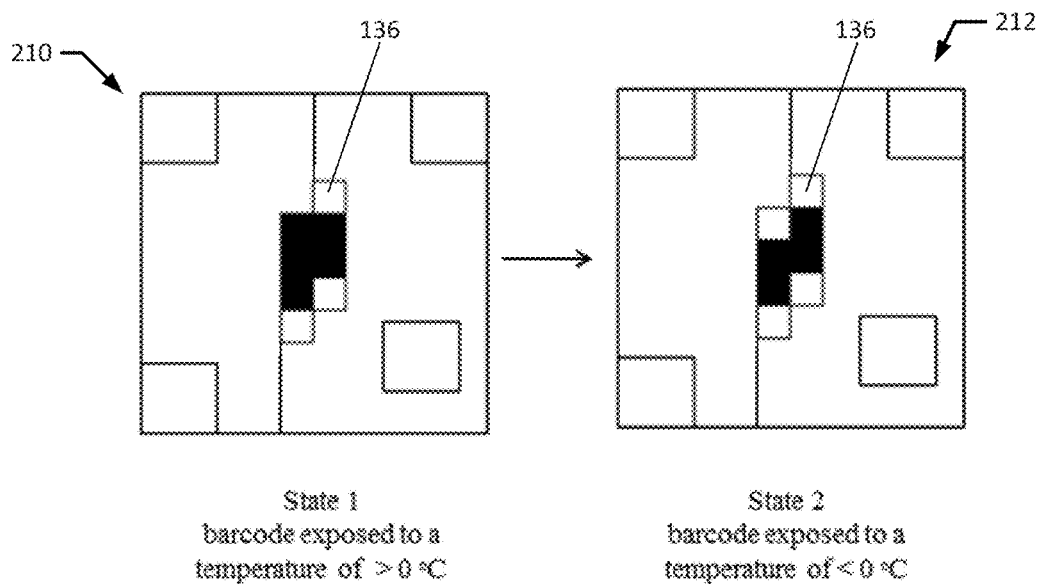 210
136
136
212
State 1
barcode exposed to a
temperature of > 0 °C
State 2
barcode exposed to a
temperature of < 0 °C